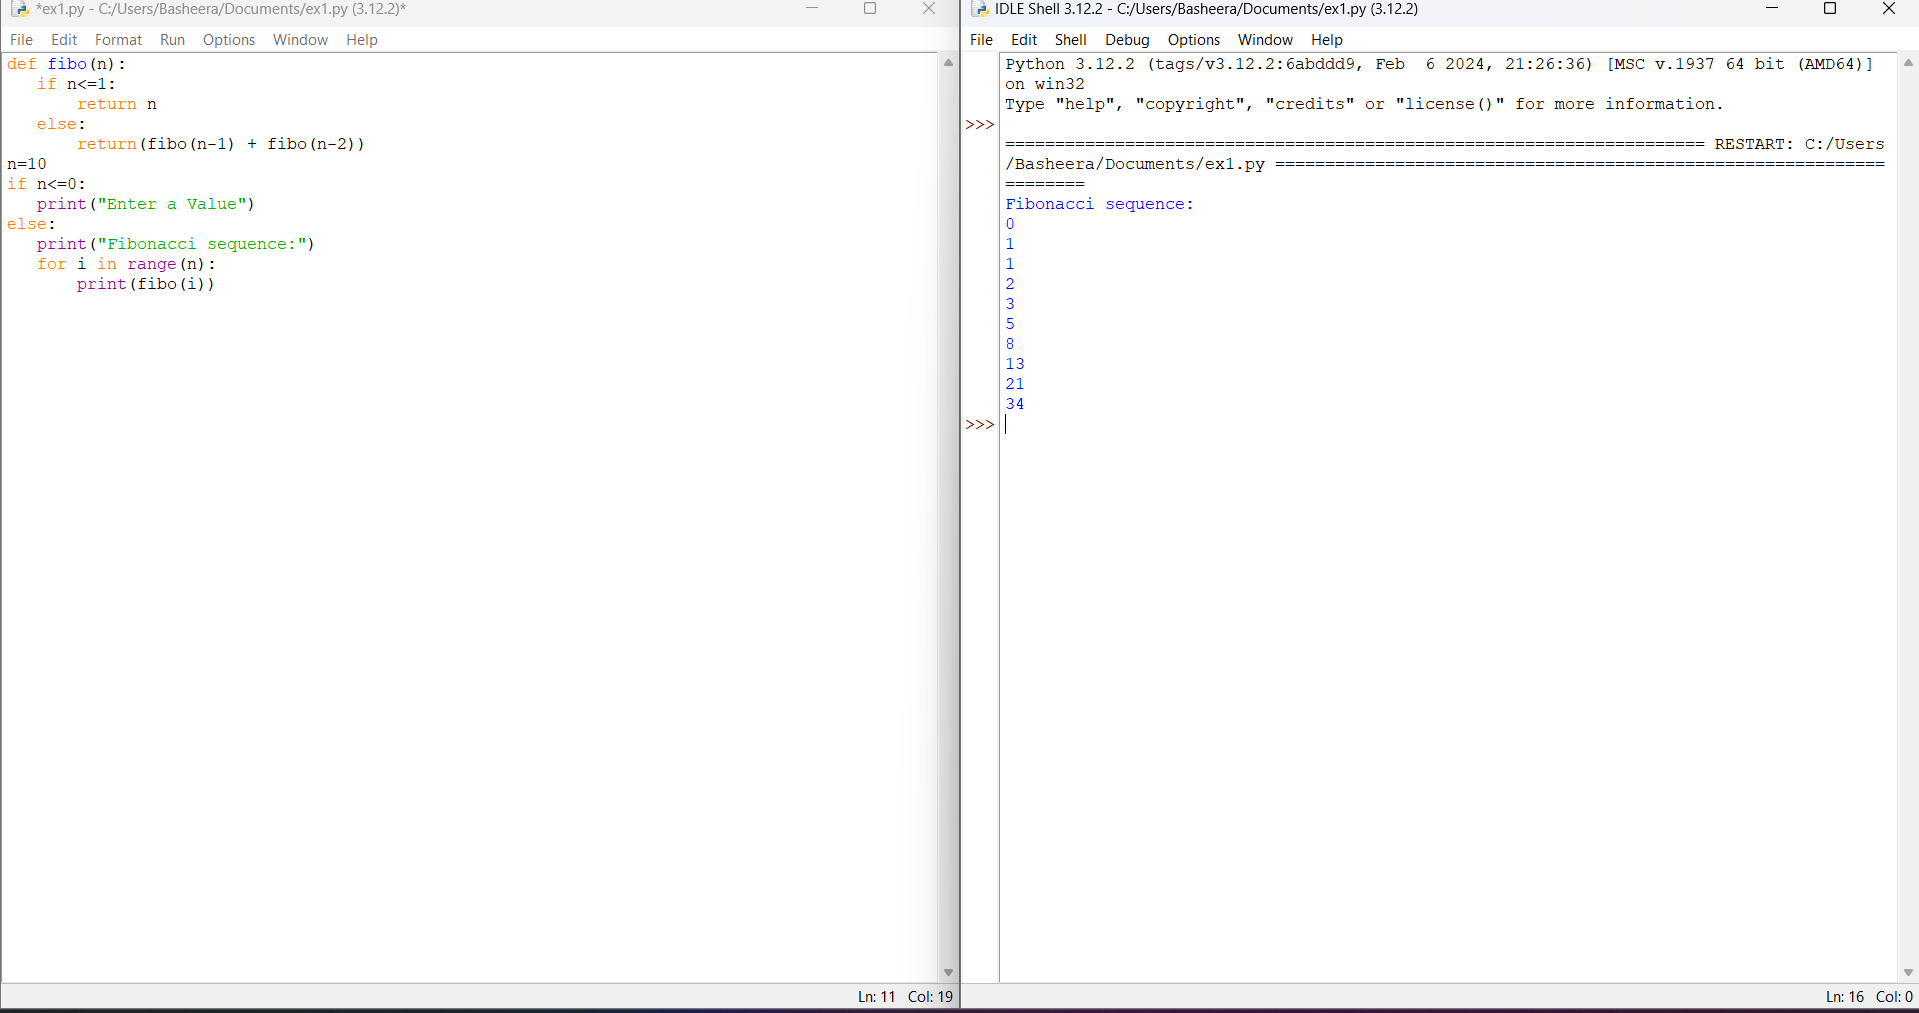 *ex1.py - C:/Users/Basheera/Documents/ex1.py (3.12.2)*
File Edit Format Run Options Window Help
def fibo(n):
   if n<=1:
       return n
   else:
       return(fibo(n-1) + fibo(n-2))
n=10
if n<=0:
   print("Enter a Value")
else:
   print("Fibonacci sequence:")
   for i in range(n):
       print(fibo(i))
Ln: 11 Col: 19
IDLE Shell 3.12.2 - C:/Users/Basheera/Documents/ex1.py (3.12.2)
File Edit Shell Debug Options Window Help
Python 3.12.2 (tags/v3.12.2:6abddd9, Feb  6 2024, 21:26:36) [MSC v.1937 64 bit (AMD64)]
on win32
Type "help", "copyright", "credits" or "license()" for more information.
>>>
====================================================================== RESTART: C:/Users
/Basheera/Documents/ex1.py =============================================================
========
Fibonacci sequence:
0
1
1
2
3
5
8
13
21
34
>>>
Ln: 16 Col: 0